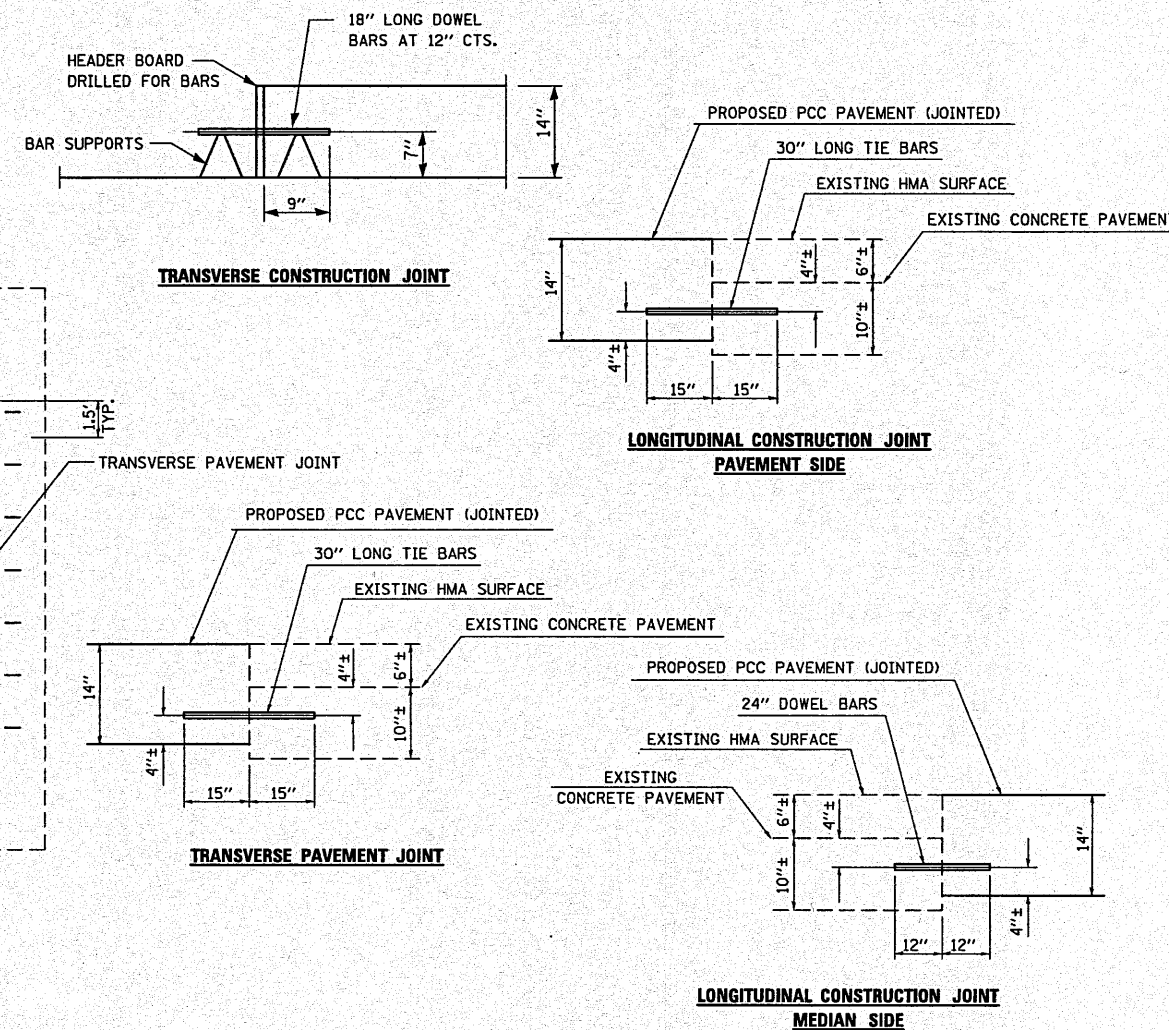 18" LONG DOWEL
BARS AT 12" CTS.
HEADER BOARD
DRILLED FOR BARS
BAR SUPPORTS
14"
7"
9"
TRANSVERSE CONSTRUCTION JOINT
PROPOSED PCC PAVEMENT (JOINTED)
30" LONG TIE BARS
EXISTING HMA SURFACE
EXISTING CONCRETE PAVEMENT
14"
4"±
6"±
10"±
4"±
15"
15"
LONGITUDINAL CONSTRUCTION JOINT
PAVEMENT SIDE
1.5'
TYP.
TRANSVERSE PAVEMENT JOINT
PROPOSED PCC PAVEMENT (JOINTED)
30" LONG TIE BARS
EXISTING HMA SURFACE
EXISTING CONCRETE PAVEMENT
14"
4"±
6"±
10"±
4"±
15"
15"
TRANSVERSE PAVEMENT JOINT
PROPOSED PCC PAVEMENT (JOINTED)
24" DOWEL BARS
EXISTING HMA SURFACE
EXISTING
CONCRETE PAVEMENT
6"±
4"±
10"±
14"
4"±
12"
12"
LONGITUDINAL CONSTRUCTION JOINT
MEDIAN SIDE